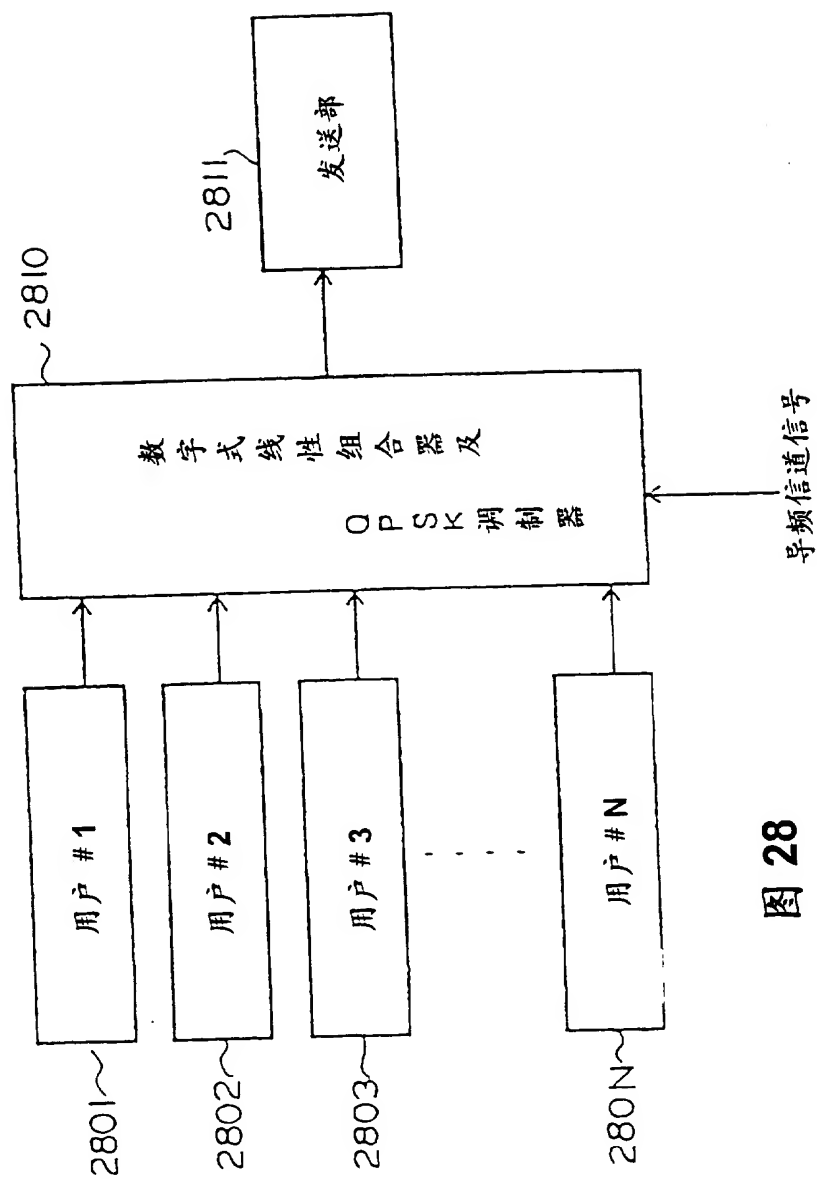 2801
用户 #1
2802
用户 #2
2803
用户 #3
280N
用户 #N
2810
数字式线性组合器及
QPSK调制器
导频信道信号
2811
发送部
图 28